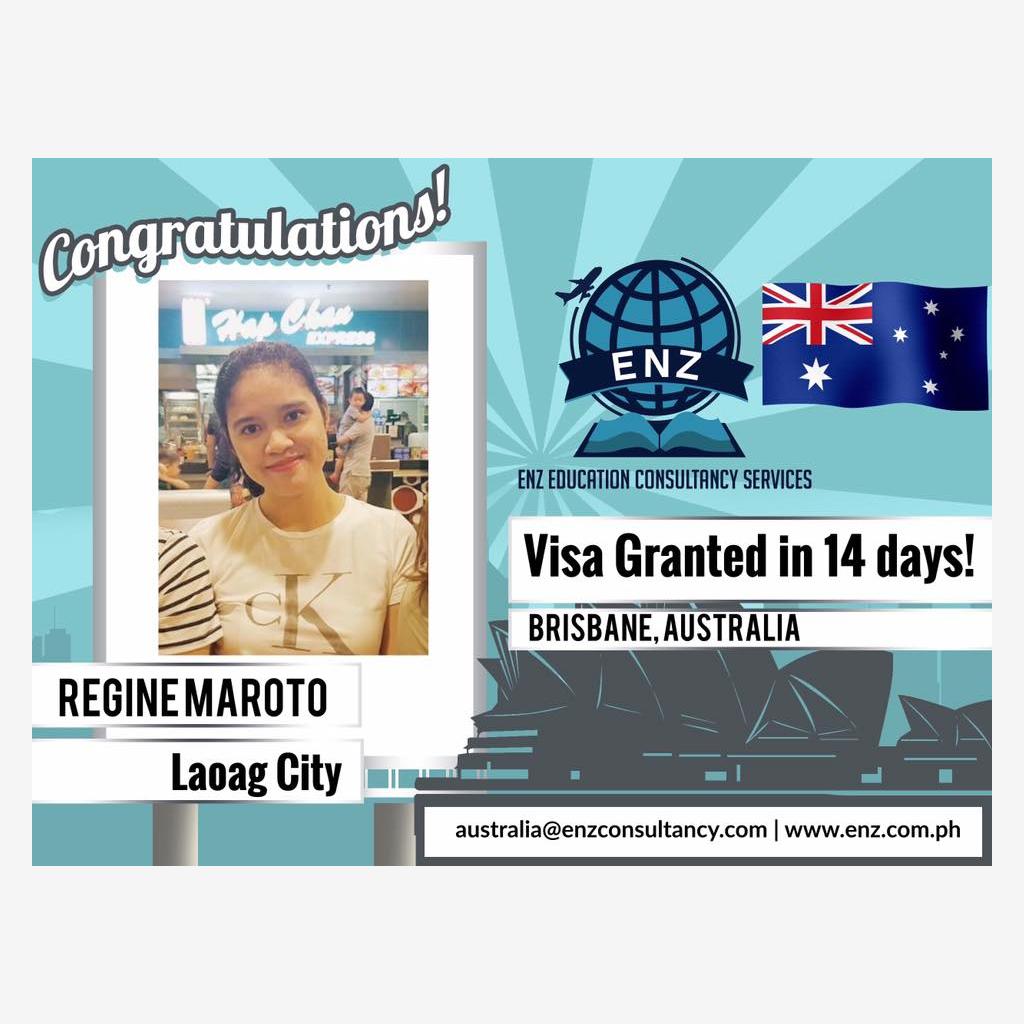 Congratulations!
Hap Chan
EXPRESS
CK
REGINE MAROTO
Laoag City
ENZ
ENZ EDUCATION CONSULTANCY SERVICES
Visa Granted in 14 days!
BRISBANE, AUSTRALIA
australia@enzconsultancy.com | www.enz.com.ph